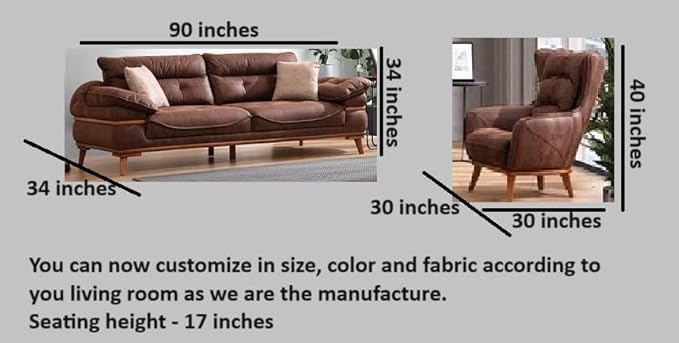 90 inches
34 inches
34 inches
40 inches
30 inches
30 inches
You can now customize in size, color and fabric according to
you living room as we are the manufacture.
Seating height - 17 inches